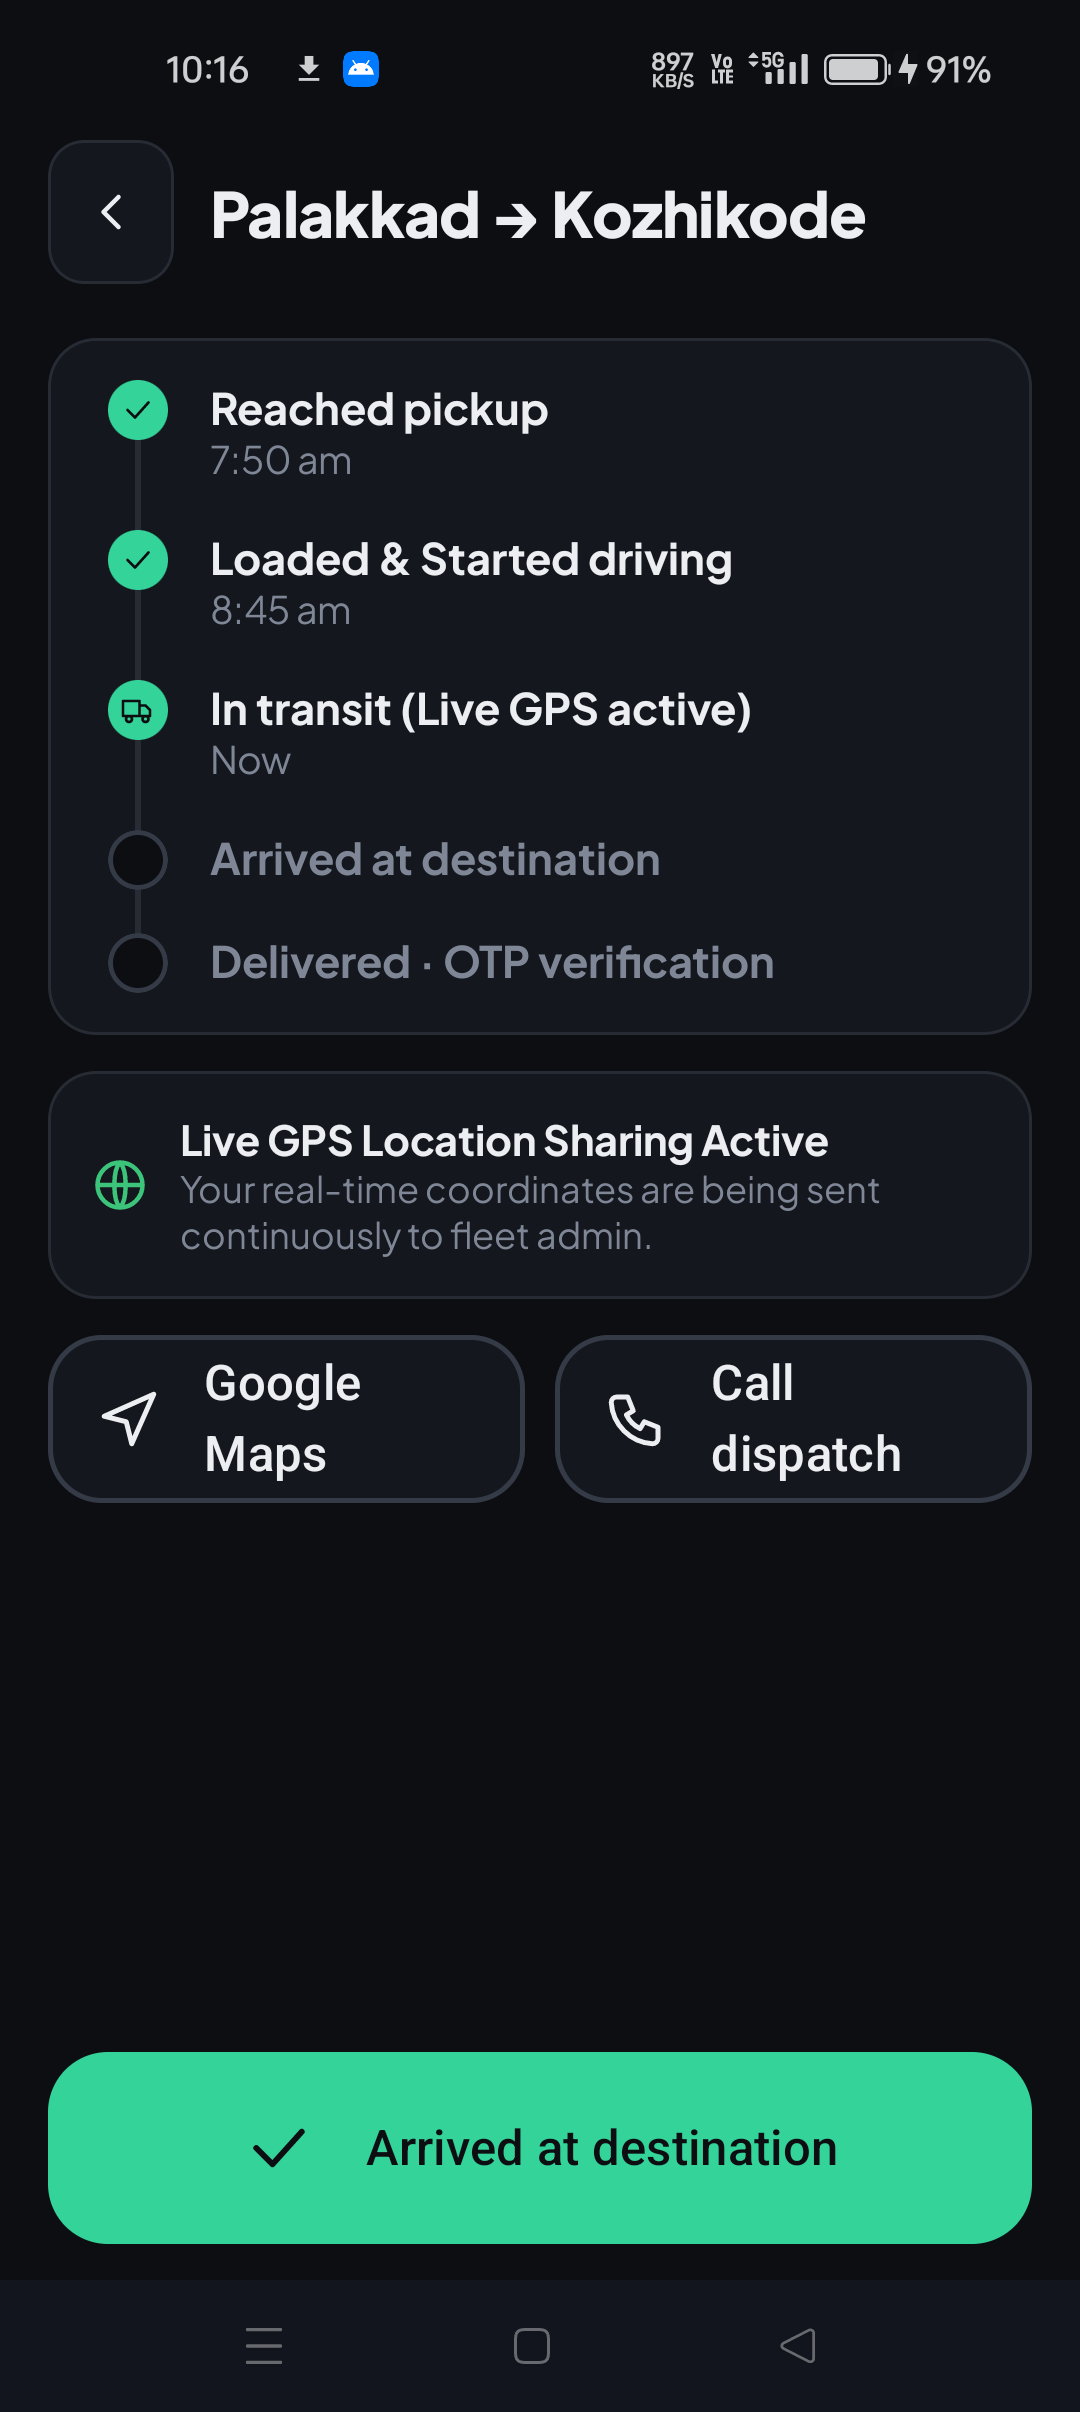 10:16
897 KB/S Vo LTE 5G 91%
Palakkad → Kozhikode
Reached pickup
7:50 am
Loaded & Started driving
8:45 am
In transit (Live GPS active)
Now
Arrived at destination
Delivered · OTP verification
Live GPS Location Sharing Active
Your real-time coordinates are being sent
continuously to fleet admin.
Google
Maps
Call
dispatch
Arrived at destination